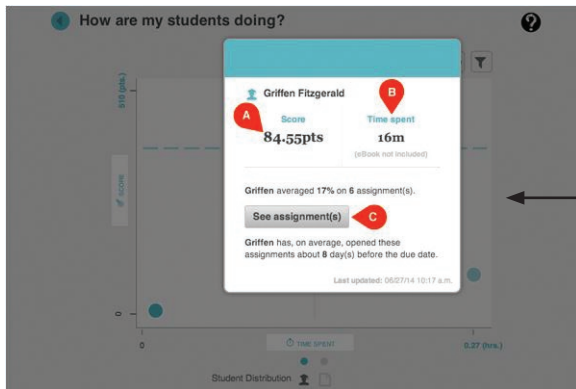 How are my students doing?
?
Griffen Fitzgerald
A
B
Score
Time spent
84.55pts
16m
(eBook not included)
Griffen averaged 17% on 6 assignment(s).
See assignment(s)
C
Griffen has, on average, opened these
assignments about 8 day(s) before the due date.
Last updated: 06/27/14 10:17 a.m.
510 (pts.)
SCORE
0
0
TIME SPENT
0.27 (hrs.)
Student Distribution